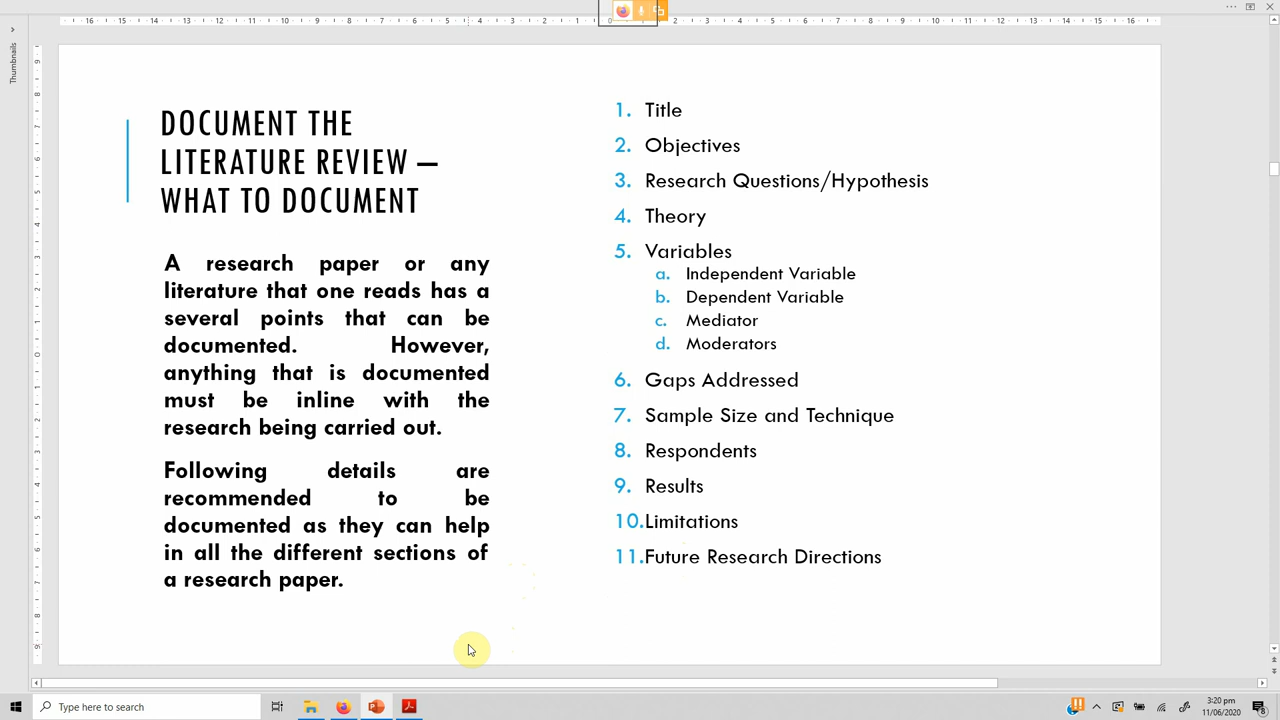 Thumbnails
DOCUMENT THE
LITERATURE REVIEW –
WHAT TO DOCUMENT
A research paper or any
literature that one reads has a
several points that can be
documented. However,
anything that is documented
must be inline with the
research being carried out.
Following details are
recommended to be
documented as they can help
in all the different sections of
a research paper.
1. Title
2. Objectives
3. Research Questions/Hypothesis
4. Theory
5. Variables
a. Independent Variable
b. Dependent Variable
c. Mediator
d. Moderators
6. Gaps Addressed
7. Sample Size and Technique
8. Respondents
9. Results
10. Limitations
11. Future Research Directions
Type here to search
3:20 pm
11/06/2020